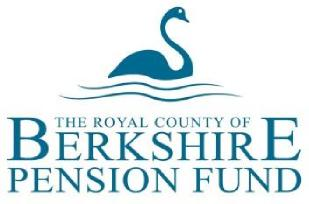 THE ROYAL COUNTY OF
BERKSHIRE
PENSION FUND